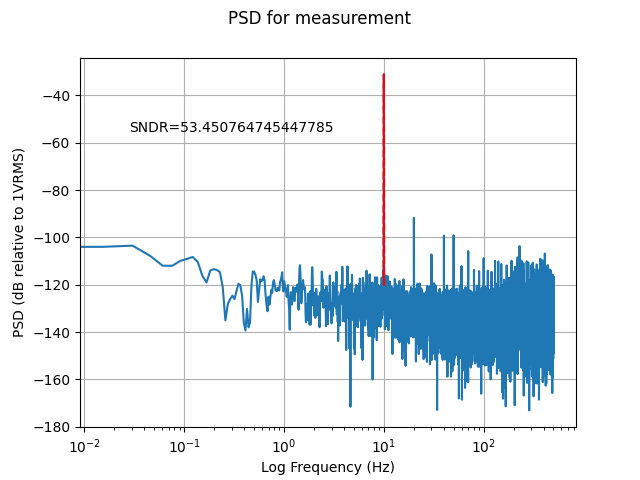 PSD for measurement
PSD (dB relative to 1VRMS)
−40
−60
−80
−100
−120
−140
−160
−180
SNDR=53.450764745447785
10⁻² 10⁻¹ 10⁰ 10¹ 10²
Log Frequency (Hz)